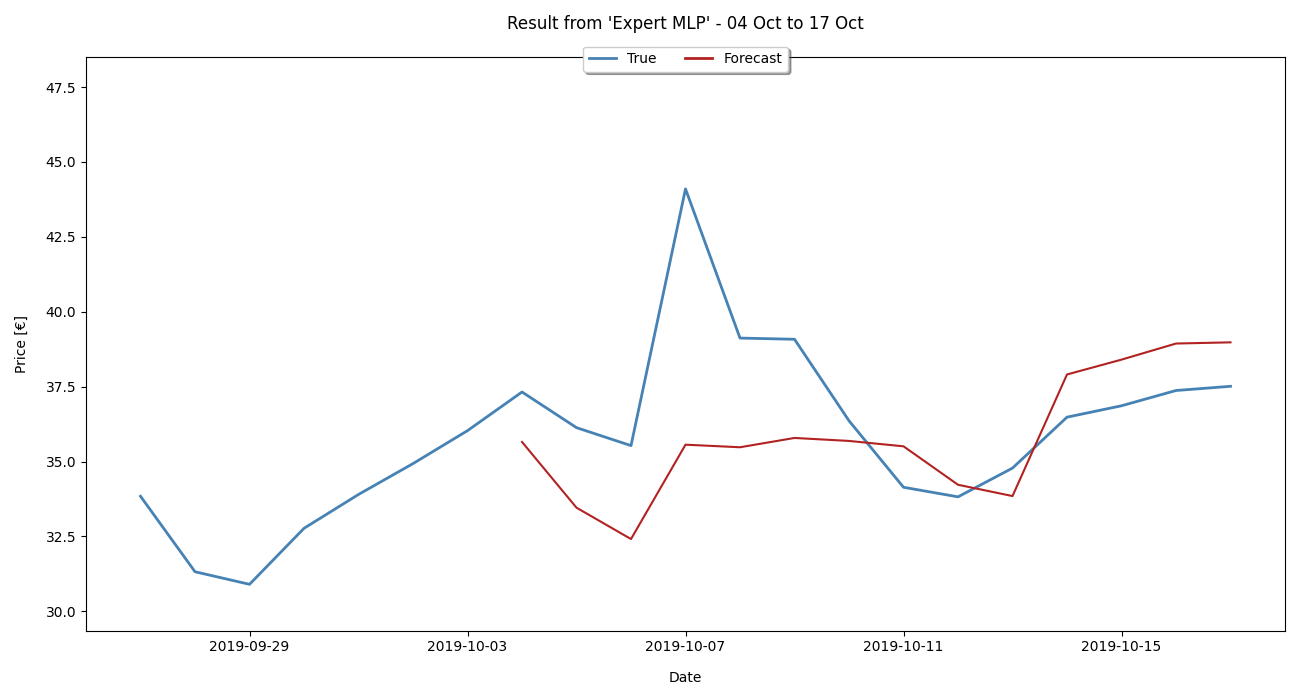 Result from 'Expert MLP' - 04 Oct to 17 Oct
True
Forecast
47.5
45.0
42.5
40.0
37.5
35.0
32.5
30.0
Price [€]
2019-09-29
2019-10-03
2019-10-07
2019-10-11
2019-10-15
Date